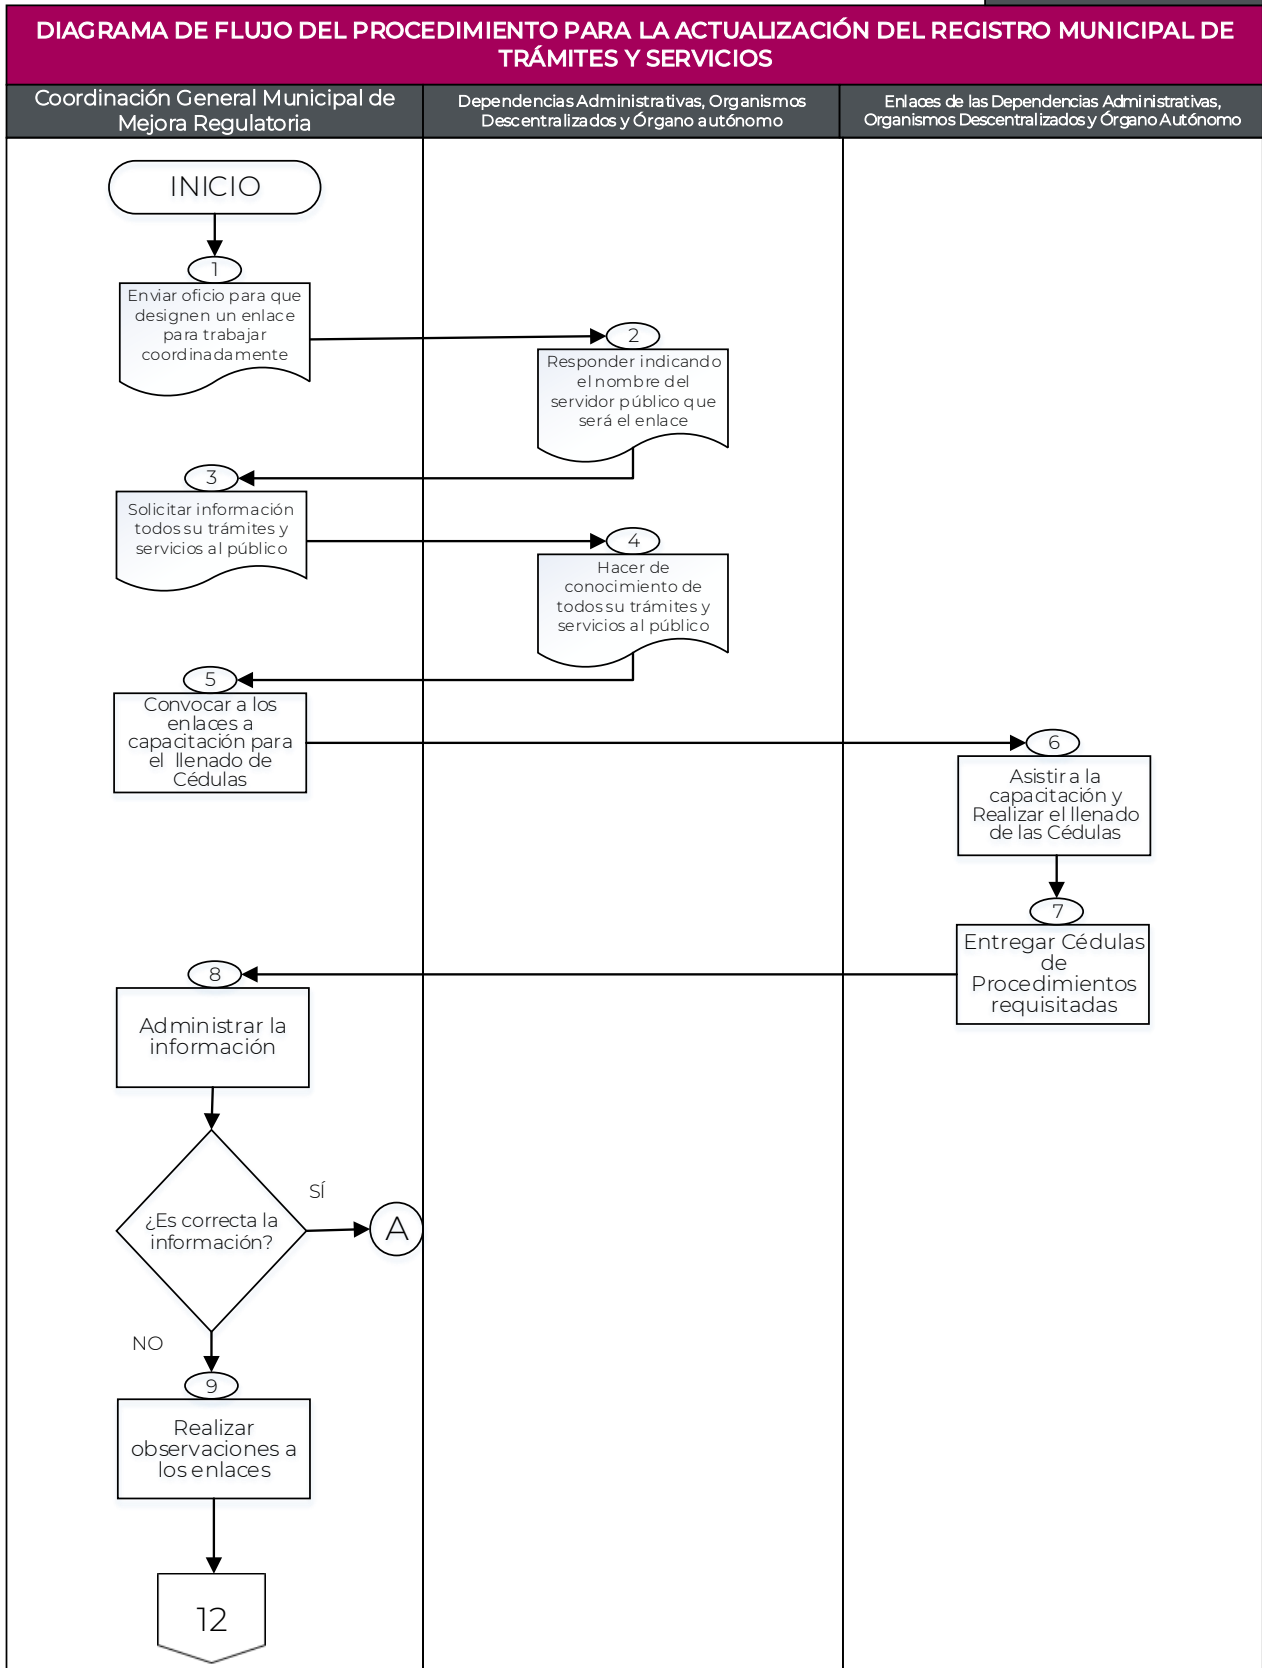 DIAGRAMA DE FLUJO DEL PROCEDIMIENTO PARA LA ACTUALIZACIÓN DEL REGISTRO MUNICIPAL DE
TRÁMITES Y SERVICIOS
Coordinación General Municipal de
Mejora Regulatoria
Dependencias Administrativas, Organismos
Descentralizados y Órgano autónomo
Enlaces de las Dependencias Administrativas,
Organismos Descentralizados y Órgano Autónomo
INICIO
1
Enviar oficio para que
designen un enlace
para trabajar
coordinadamente
2
Responder indicando
el nombre del
servidor público que
será el enlace
3
Solicitar información
todos su trámites y
servicios al público
4
Hacer de
conocimiento de
todos su trámites y
servicios al público
5
Convocar a los
enlaces a
capacitación para
el llenado de
Cédulas
6
Asistir a la
capacitación y
Realizar el llenado
de las Cédulas
7
Entregar Cédulas
de
Procedimientos
requisitadas
8
Administrar la
información
¿Es correcta la
información?
SÍ
A
NO
9
Realizar
observaciones a
los enlaces
12